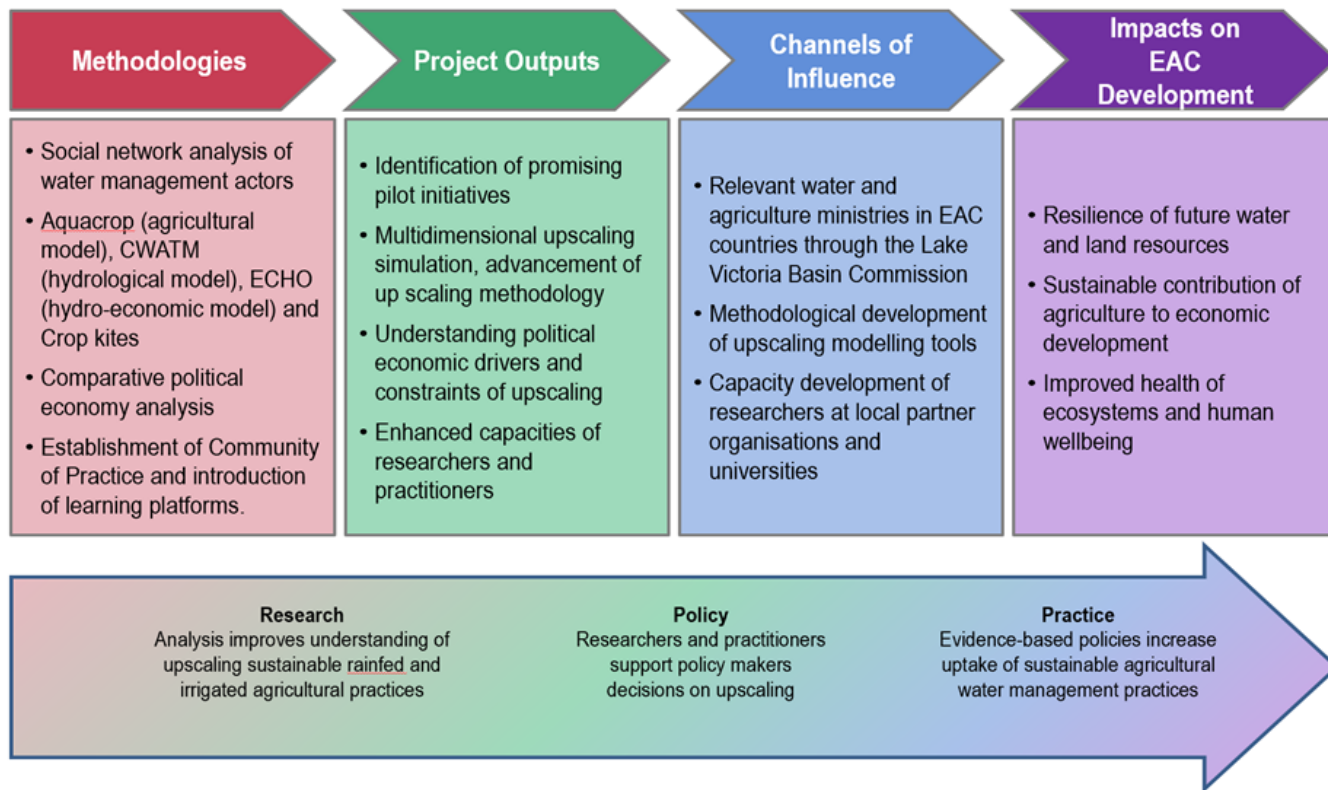 Methodologies
• Social network analysis of
water management actors
• Aquacrop (agricultural
model), CWATM
(hydrological model), ECHO
(hydro-economic model) and
Crop kites
• Comparative political
economy analysis
• Establishment of Community
of Practice and introduction
of learning platforms.
Project Outputs
• Identification of promising
pilot initiatives
• Multidimensional upscaling
simulation, advancement of
up scaling methodology
• Understanding political
economic drivers and
constraints of upscaling
• Enhanced capacities of
researchers and
practitioners
Channels of
Influence
• Relevant water and
agriculture ministries in EAC
countries through the Lake
Victoria Basin Commission
• Methodological development
of upscaling modelling tools
• Capacity development of
researchers at local partner
organisations and
universities
Impacts on
EAC
Development
• Resilience of future water
and land resources
• Sustainable contribution of
agriculture to economic
development
• Improved health of
ecosystems and human
wellbeing
Research
Analysis improves understanding of
upscaling sustainable rainfed and
irrigated agricultural practices
Policy
Researchers and practitioners
support policy makers
decisions on upscaling
Practice
Evidence-based policies increase
uptake of sustainable agricultural
water management practices